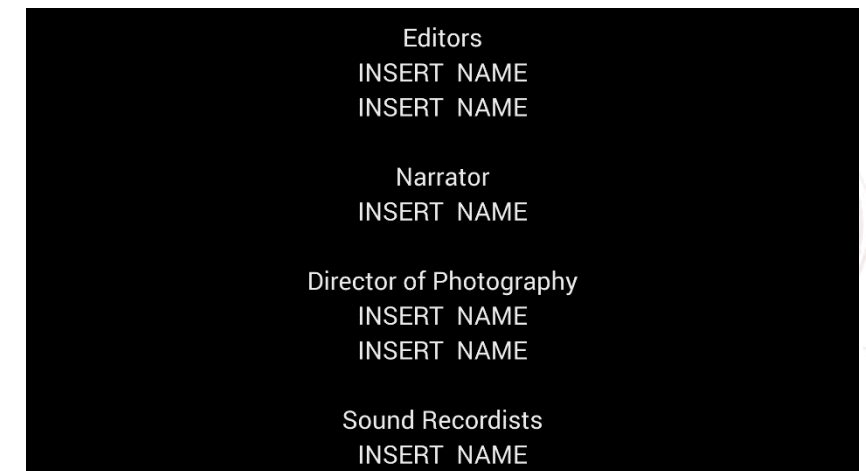 Editors
INSERT NAME
INSERT NAME
Narrator
INSERT NAME
Director of Photography
INSERT NAME
INSERT NAME
Sound Recordists
INSERT NAME